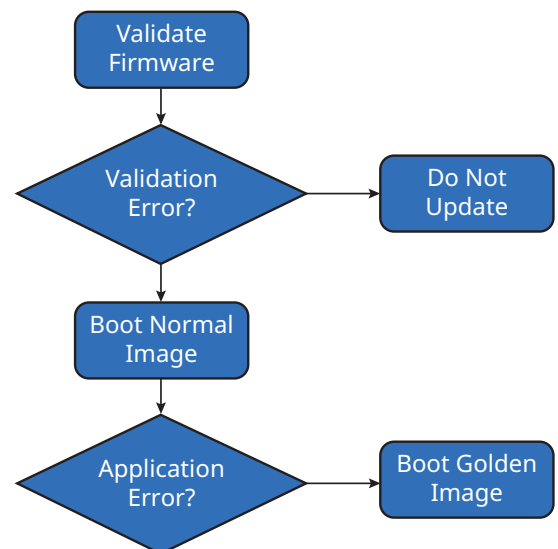 Validate
Firmware
Validation
Error?
Do Not
Update
Boot Normal
Image
Application
Error?
Boot Golden
Image